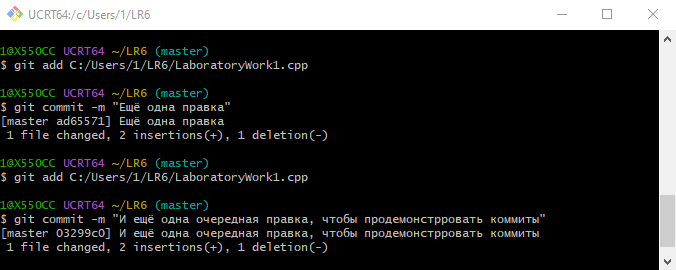 UCRT64:/c/Users/1/LR6
1@X550CC UCRT64 ~/LR6 (master)
$ git add C:/Users/1/LR6/LaboratoryWork1.cpp
1@X550CC UCRT64 ~/LR6 (master)
$ git commit -m "Ещё одна правка"
[master ad65571] Ещё одна правка
1 file changed, 2 insertions(+), 1 deletion(-)
1@X550CC UCRT64 ~/LR6 (master)
$ git add C:/Users/1/LR6/LaboratoryWork1.cpp
1@X550CC UCRT64 ~/LR6 (master)
$ git commit -m "И ещё одна очередная правка, чтобы продемонстрровать коммиты"
[master 03299c0] И ещё одна очередная правка, чтобы продемонстрровать коммиты
1 file changed, 2 insertions(+), 1 deletion(-)